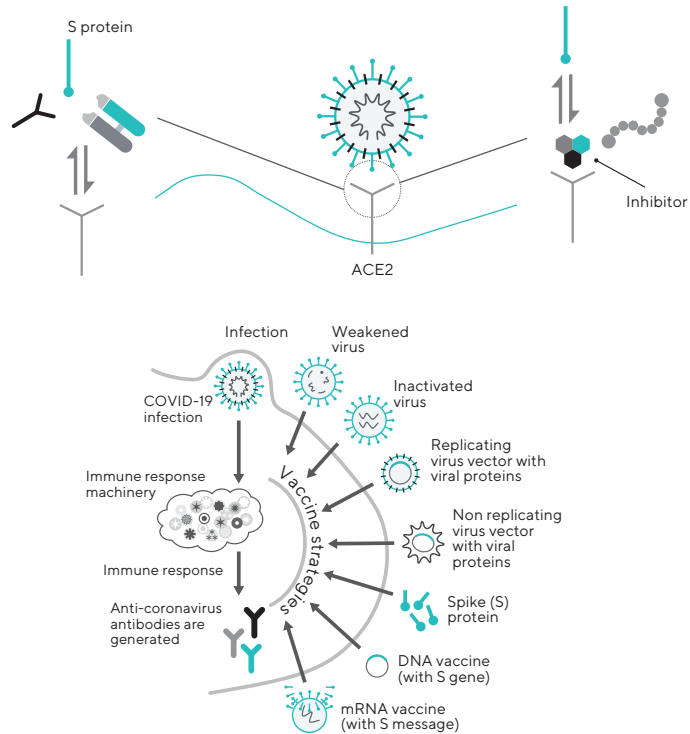 S protein
Inhibitor
ACE2
Infection
Weakened
virus
COVID-19
infection
Inactivated
virus
Replicating
virus vector with
viral proteins
Immune response
machinery
Vaccine strategies
Non replicating
virus vector
with viral
proteins
Immune response
Anti-coronavirus
antibodies are
generated
Spike (S)
protein
DNA vaccine
(with S gene)
mRNA vaccine
(with S message)